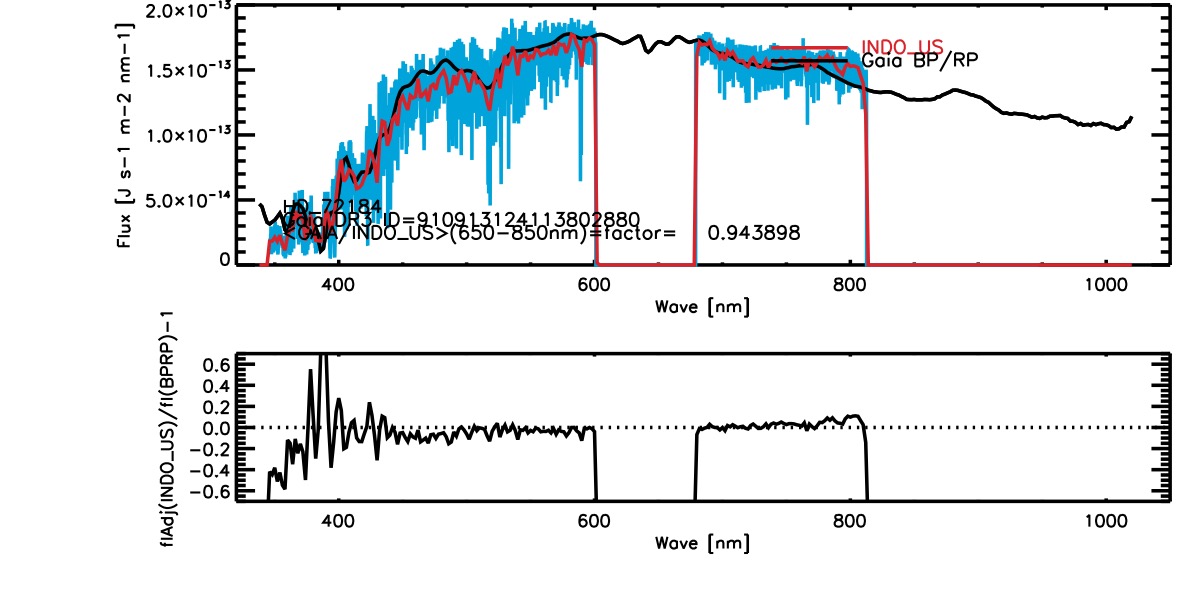 2.0×10−13
1.5×10−13
1.0×10−13
5.0×10−14
0
Flux [J s−1 m−2 nm−1]
INDO_US
Gaia BP/RP
HD_72184
Gaia DR3 ID=910913124113802880
<GAIA/INDO_US>(650−850nm)=factor= 0.943898
400 600 800 1000
Wave [nm]
flAdj(INDO_US)/fl(BPRP)−1
0.6
0.4
0.2
0.0
−0.2
−0.4
−0.6
400 600 800 1000
Wave [nm]